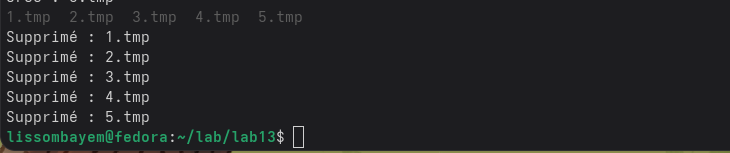 1.tmp  2.tmp  3.tmp  4.tmp  5.tmp
Supprimé : 1.tmp
Supprimé : 2.tmp
Supprimé : 3.tmp
Supprimé : 4.tmp
Supprimé : 5.tmp
lissombayem@fedora:~/lab/lab13$